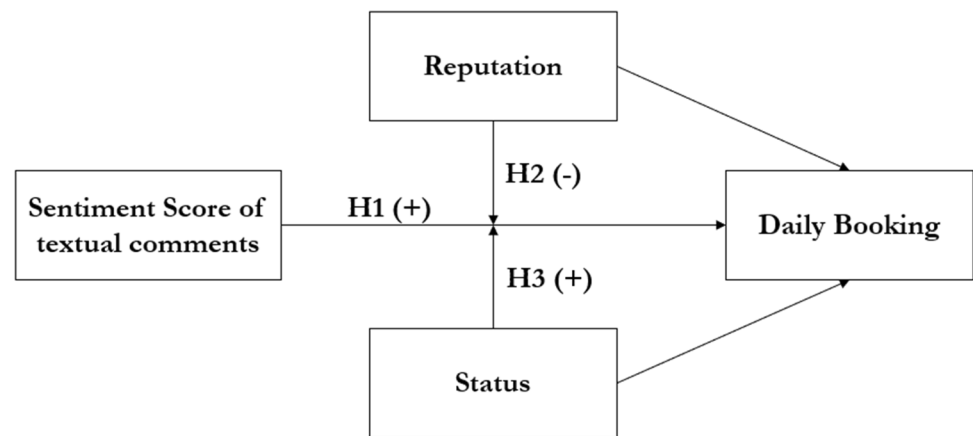 Reputation
H2 (-)
Sentiment Score of
textual comments
H1 (+)
Daily Booking
H3 (+)
Status